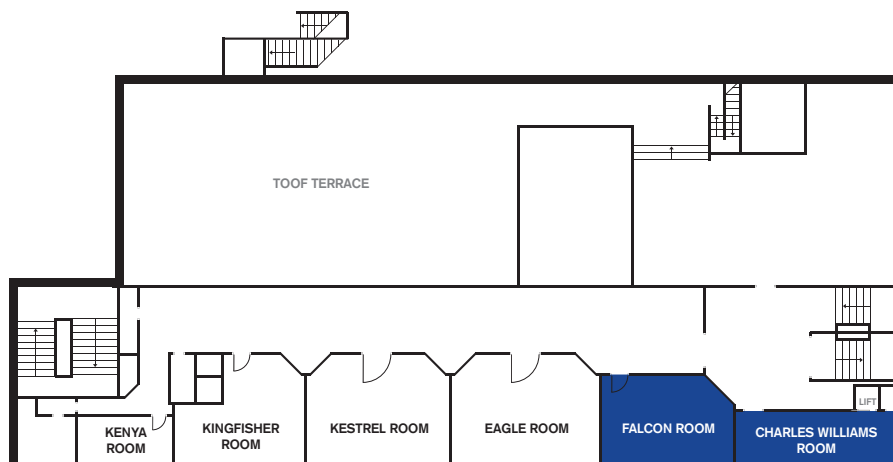 TOOF TERRACE
LIFT
KENYA
ROOM
KINGFISHER
ROOM
KESTREL ROOM
EAGLE ROOM
FALCON ROOM
CHARLES WILLIAMS
ROOM